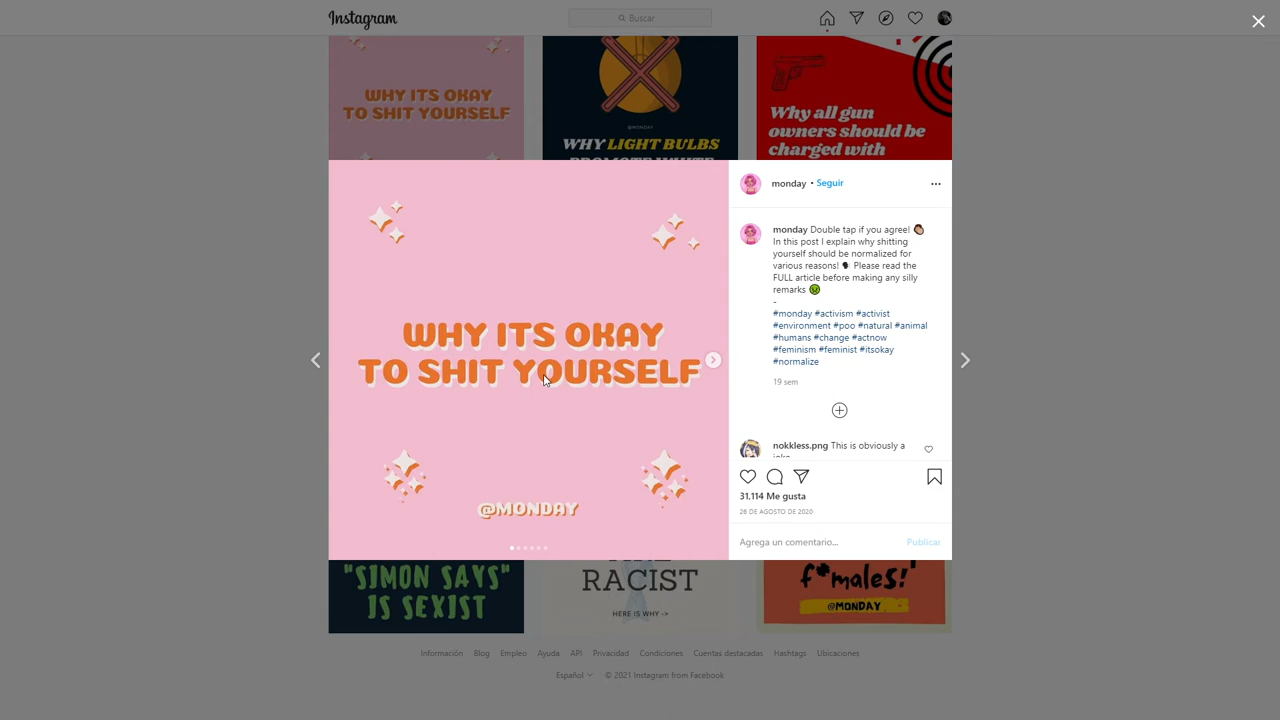 Instagram
Buscar
WHY ITS OKAY
TO SHIT YOURSELF
@MONDAY
WHY LIGHT BULBS
PROMOTE WHITE
Why all gun
owners should be
charged with
WHY ITS OKAY
TO SHIT YOURSELF
@MONDAY
monday • Seguir
monday Double tap if you agree!
In this post I explain why shitting
yourself should be normalized for
various reasons! Please read the
FULL article before making any silly
remarks
-
#monday #activism #activist
#environment #poo #natural #animal
#humans #change #actnow
#feminism #feminist #itsokay
#normalize
19 sem
nokkless.png This is obviously a
joke
31.114 Me gusta
26 DE AGOSTO DE 2020
Agrega un comentario...
Publicar
"SIMON SAYS"
IS SEXIST
ARE
RACIST
HERE IS WHY ->
f*males!"
@MONDAY
Información Blog Empleo Ayuda API Privacidad Condiciones Cuentas destacadas Hashtags Ubicaciones
Español © 2021 Instagram from Facebook